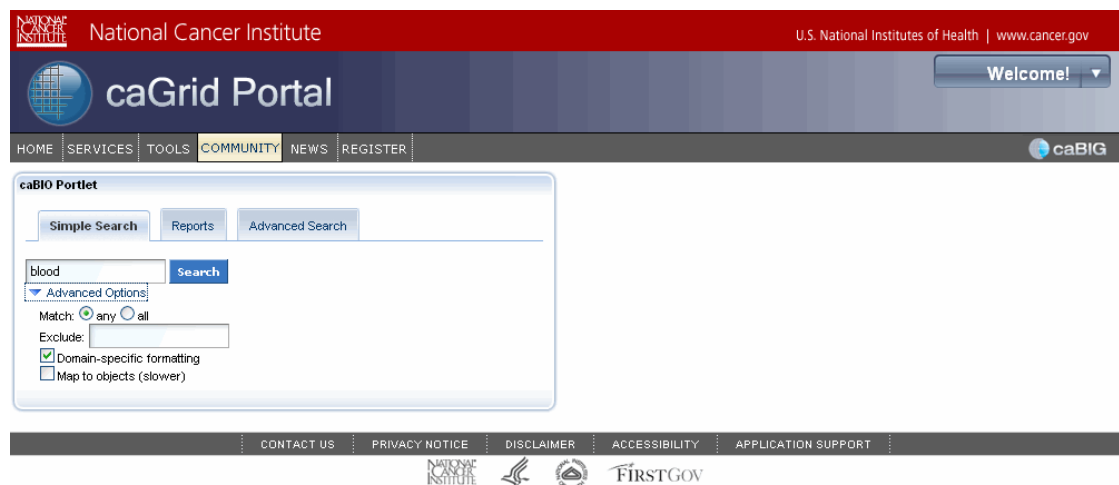 NATIONAL CANCER INSTITUTE National Cancer Institute U.S. National Institutes of Health | www.cancer.gov
caGrid Portal Welcome!
HOME SERVICES TOOLS COMMUNITY NEWS REGISTER caBIG
caBIO Portlet
Simple Search Reports Advanced Search
blood Search
Advanced Options
Match: any all
Exclude:
Domain-specific formatting
Map to objects (slower)
CONTACT US PRIVACY NOTICE DISCLAIMER ACCESSIBILITY APPLICATION SUPPORT
NATIONAL CANCER INSTITUTE FIRSTGOV